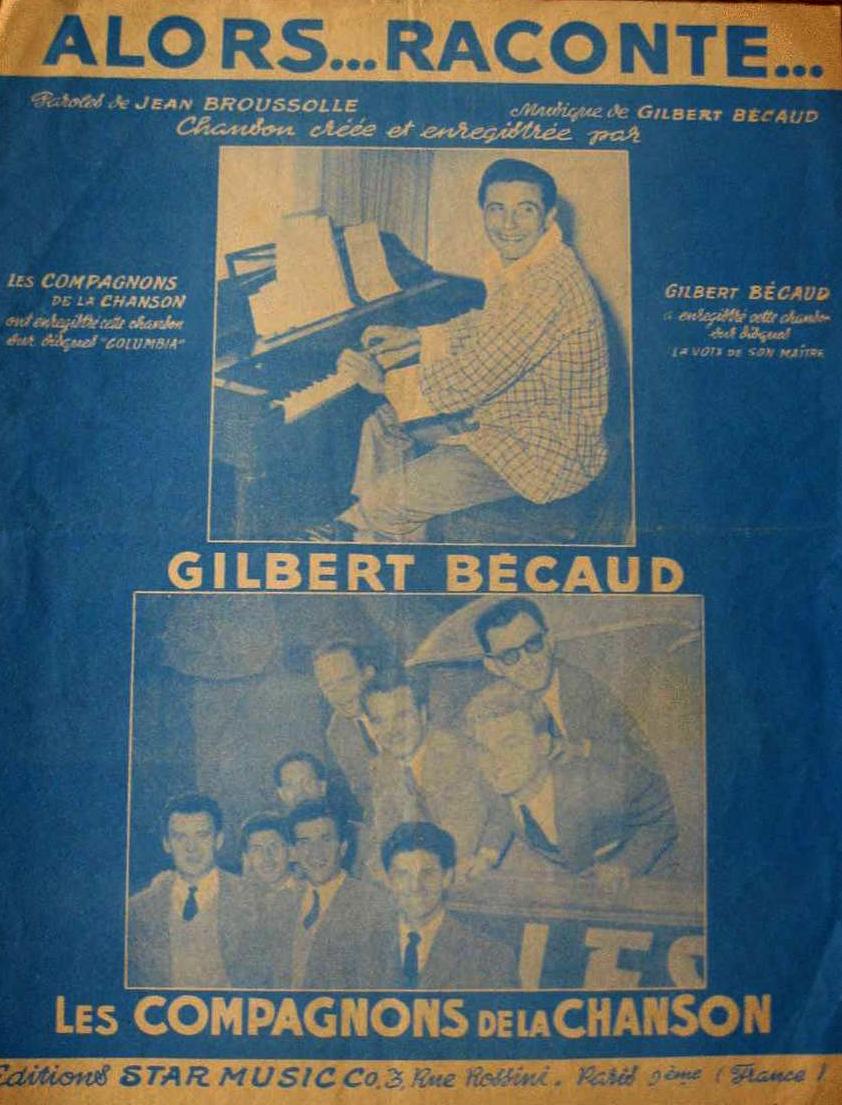 ALORS...RACONTE...
Paroles de JEAN BROUSSOLLE
Musique de GILBERT BÉCAUD
Chanson créée et enregistrée par
LES COMPAGNONS
DE LA CHANSON
ont enregistré cette chanson
sur disques "COLUMBIA"
GILBERT BÉCAUD
a enregistré cette chanson
sur disques
LA VOIX DE SON MAÎTRE
GILBERT BÉCAUD
LES
LES COMPAGNONS DE LA CHANSON
Editions STAR MUSIC Co, 3, Rue Rossini. Paris 9ème (France)